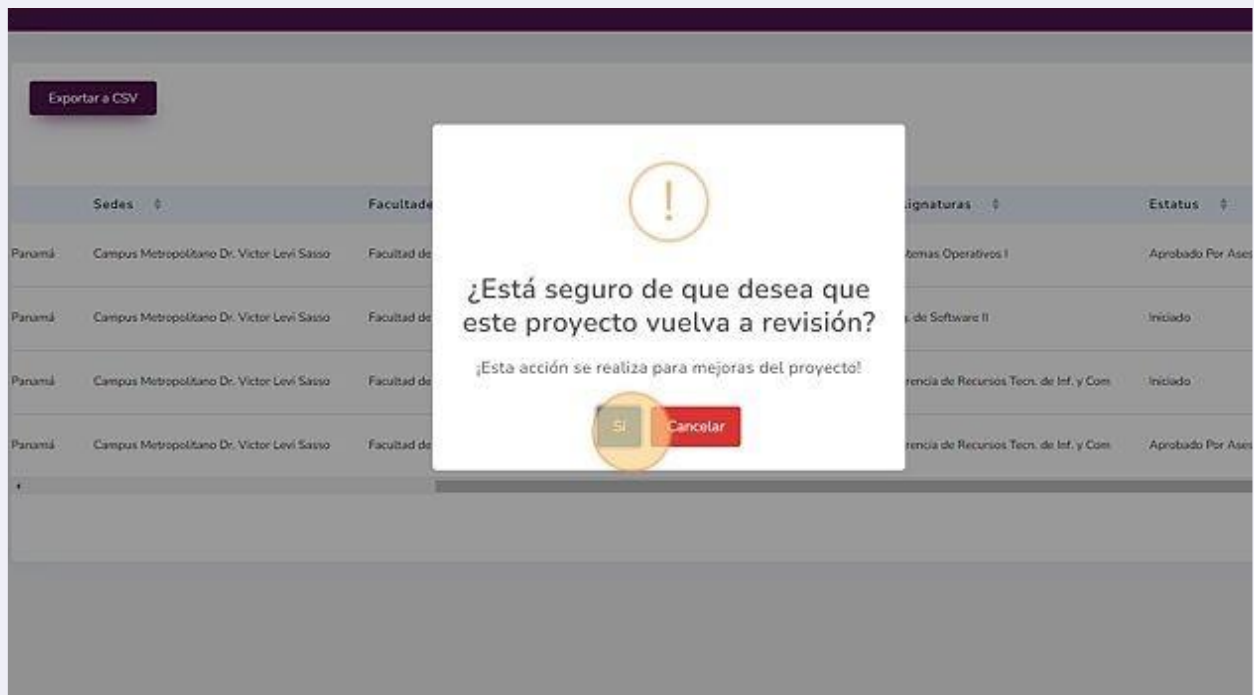 Exportar a CSV
Sedes Facultade ignaturas Estatus
Panamá Campus Metropolitano Dr. Victor Levi Sasso Facultad de temas Operativos I Aprobado Por Ases
Panamá Campus Metropolitano Dr. Victor Levi Sasso Facultad de . de Software II Iniciado
Panamá Campus Metropolitano Dr. Victor Levi Sasso Facultad de rencia de Recursos Tecn. de Inf. y Com Iniciado
Panamá Campus Metropolitano Dr. Victor Levi Sasso Facultad de rencia de Recursos Tecn. de Inf. y Com Aprobado Por Ases
!
¿Está seguro de que desea que
este proyecto vuelva a revisión?
¡Esta acción se realiza para mejoras del proyecto!
Si Cancelar